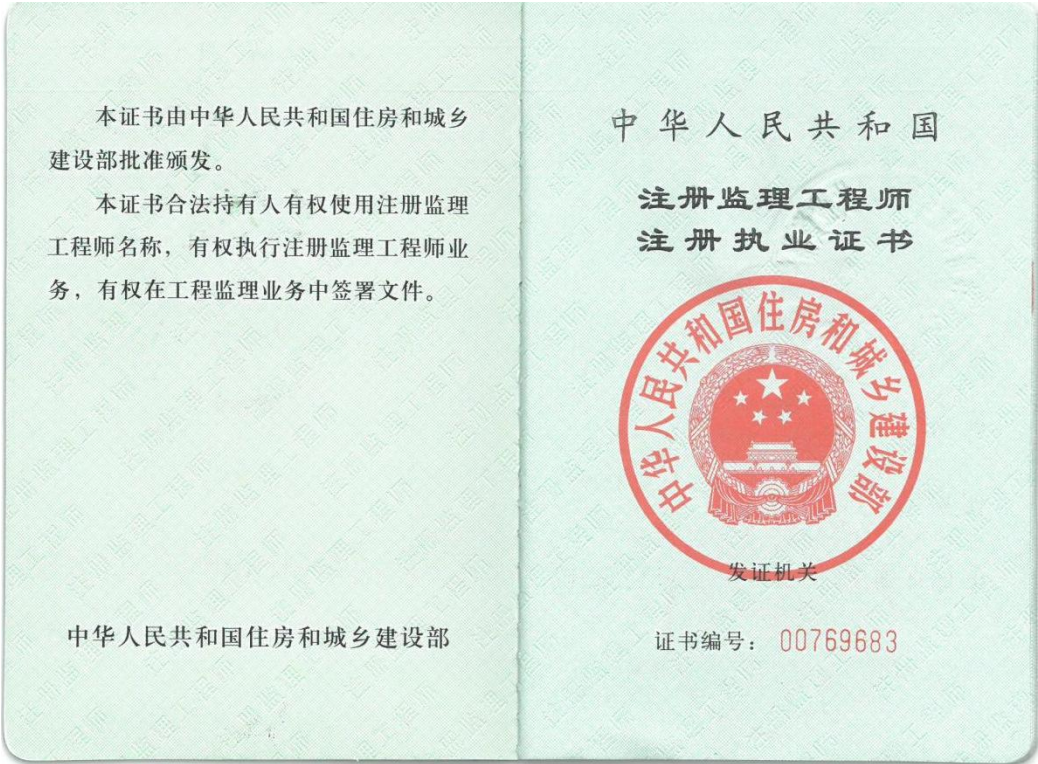 本证书由中华人民共和国住房和城乡
建设部批准颁发。
本证书合法持有人有权使用注册监理
工程师名称，有权执行注册监理工程师业
务，有权在工程监理业务中签署文件。
中华人民共和国住房和城乡建设部
中华人民共和国
注册监理工程师
注册执业证书
中华人民共和国住房和城乡建设部
发证机关
证书编号： 00769683